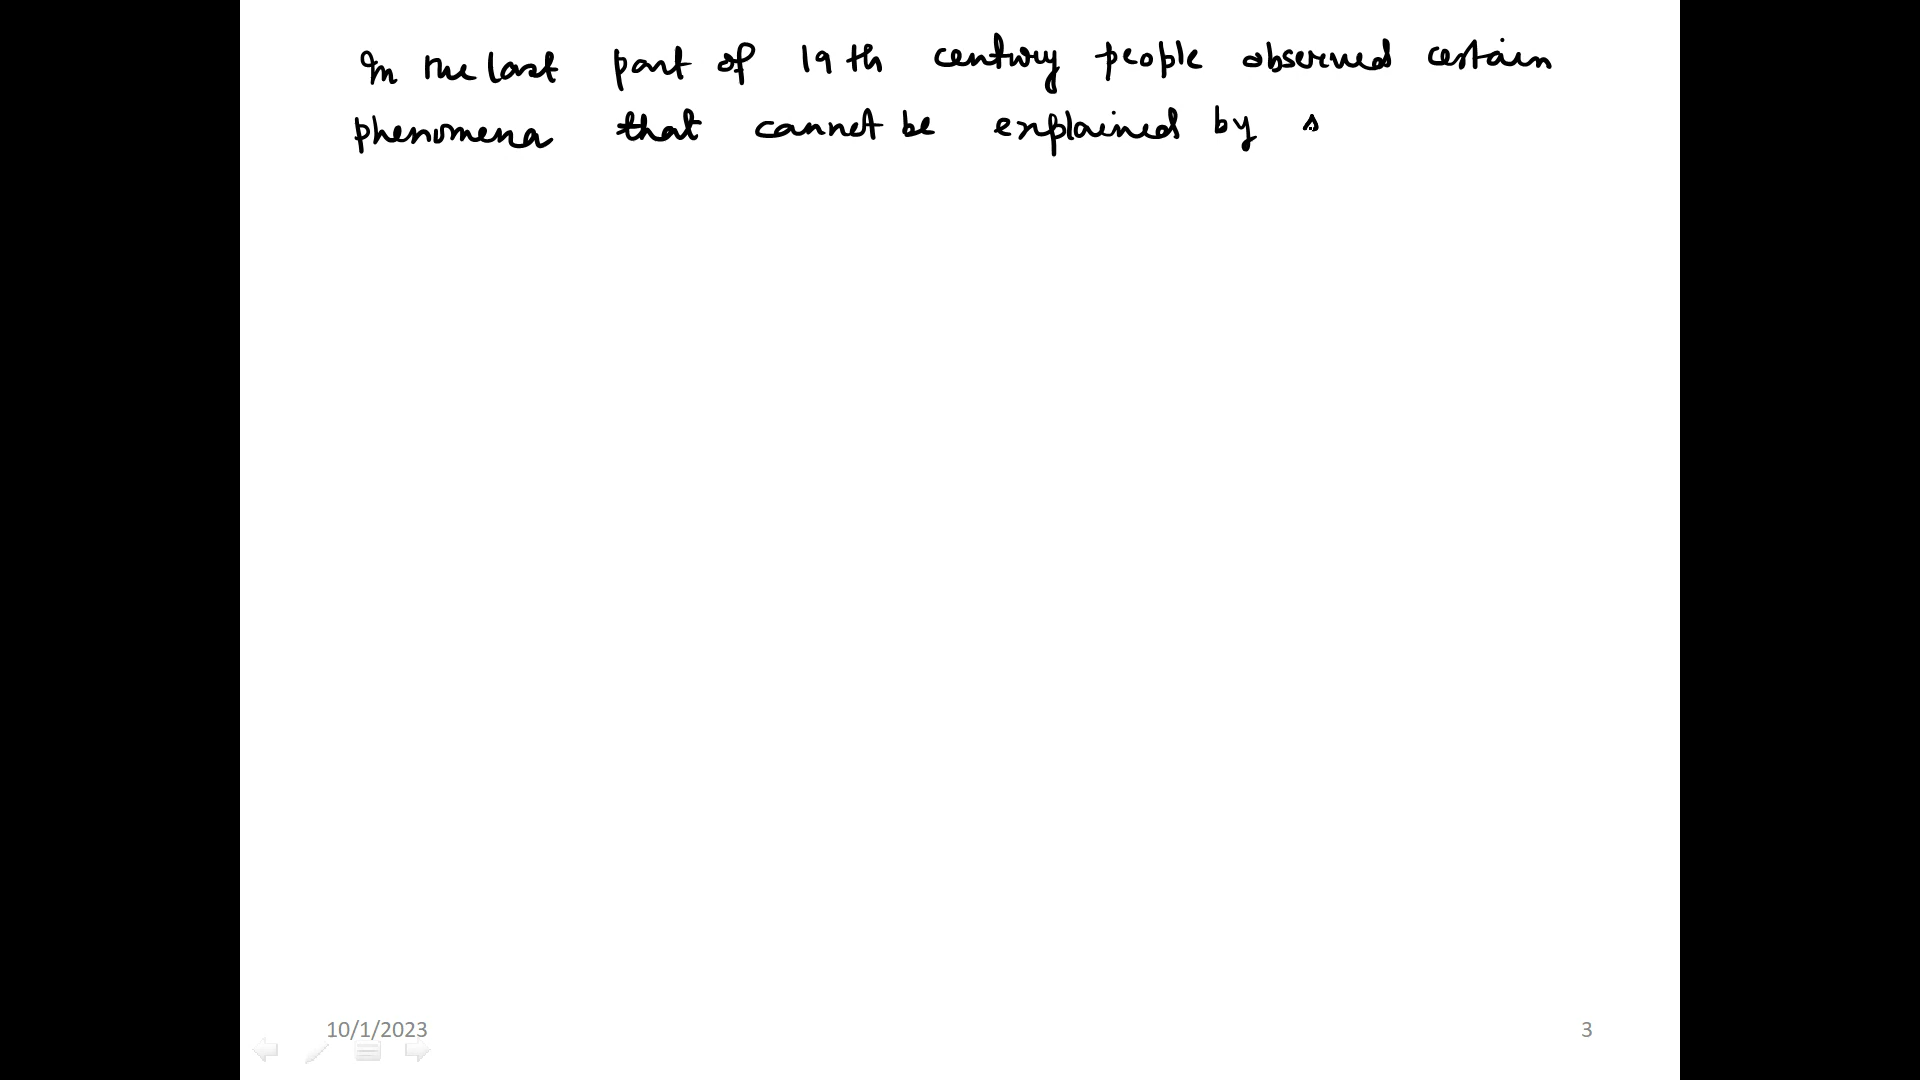 In the last part of 19th century people observed certain
phenomena that cannot be explained by s
10/1/2023
3